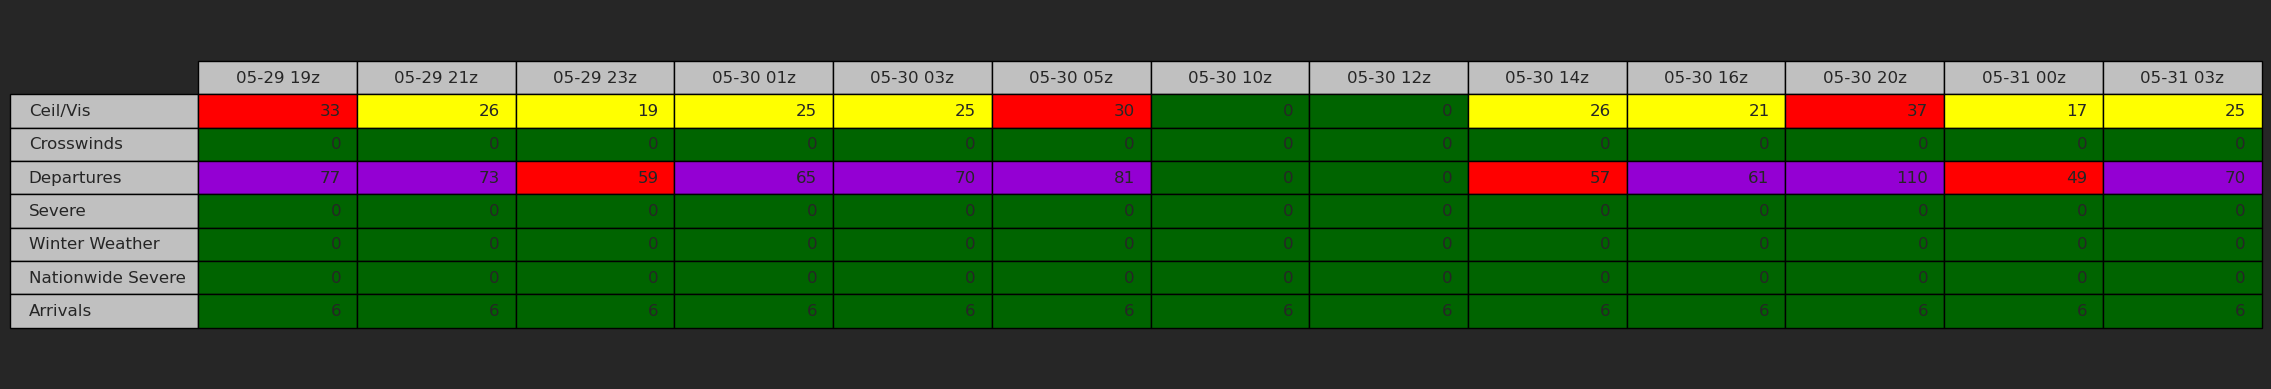 05-29 19z 05-29 21z 05-29 23z 05-30 01z 05-30 03z 05-30 05z 05-30 10z 05-30 12z 05-30 14z 05-30 16z 05-30 20z 05-31 00z 05-31 03z
Ceil/Vis 33 26 19 25 25 30 0 0 26 21 37 17 25
Crosswinds 0 0 0 0 0 0 0 0 0 0 0 0 0
Departures 77 73 59 65 70 81 0 0 57 61 110 49 70
Severe 0 0 0 0 0 0 0 0 0 0 0 0 0
Winter Weather 0 0 0 0 0 0 0 0 0 0 0 0 0
Nationwide Severe 0 0 0 0 0 0 0 0 0 0 0 0 0
Arrivals 6 6 6 6 6 6 6 6 6 6 6 6 6